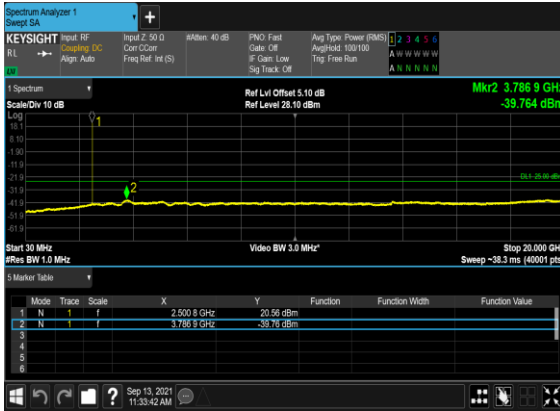 Spectrum Analyzer 1
Swept SA
+
KEYSIGHT Input: RF Input Z: 50 Ω #Atten: 40 dB PNO: Fast Avg Type: Power (RMS) 1 2 3 4 5 6
RL Coupling: DC Corr CCorr Gate: Off Avg|Hold: 100/100 A W W W W W
Align: Auto Freq Ref: Int (S) IF Gain: Low Trig: Free Run
Sig Track: Off A N N N N N
1 Spectrum Ref Lvl Offset 5.10 dB Mkr2 3.786 9 GHz
Scale/Div 10 dB Ref Level 28.10 dBm -39.764 dBm
Log
18.1
8.10
-1.90
-11.9
-21.9
-31.9
-41.9
-51.9
-61.9
1
2
DL1 -25.00 dBm
Start 30 MHz Video BW 3.0 MHz* Stop 20.000 GHz
#Res BW 1.0 MHz Sweep ~38.3 ms (40001 pts)
5 Marker Table
Mode Trace Scale X Y Function Function Width Function Value
1 N 1 f 2.500 8 GHz 20.56 dBm
2 N 1 f 3.786 9 GHz -39.76 dBm
3
4
5
6
? Sep 13, 2021
11:33:42 AM